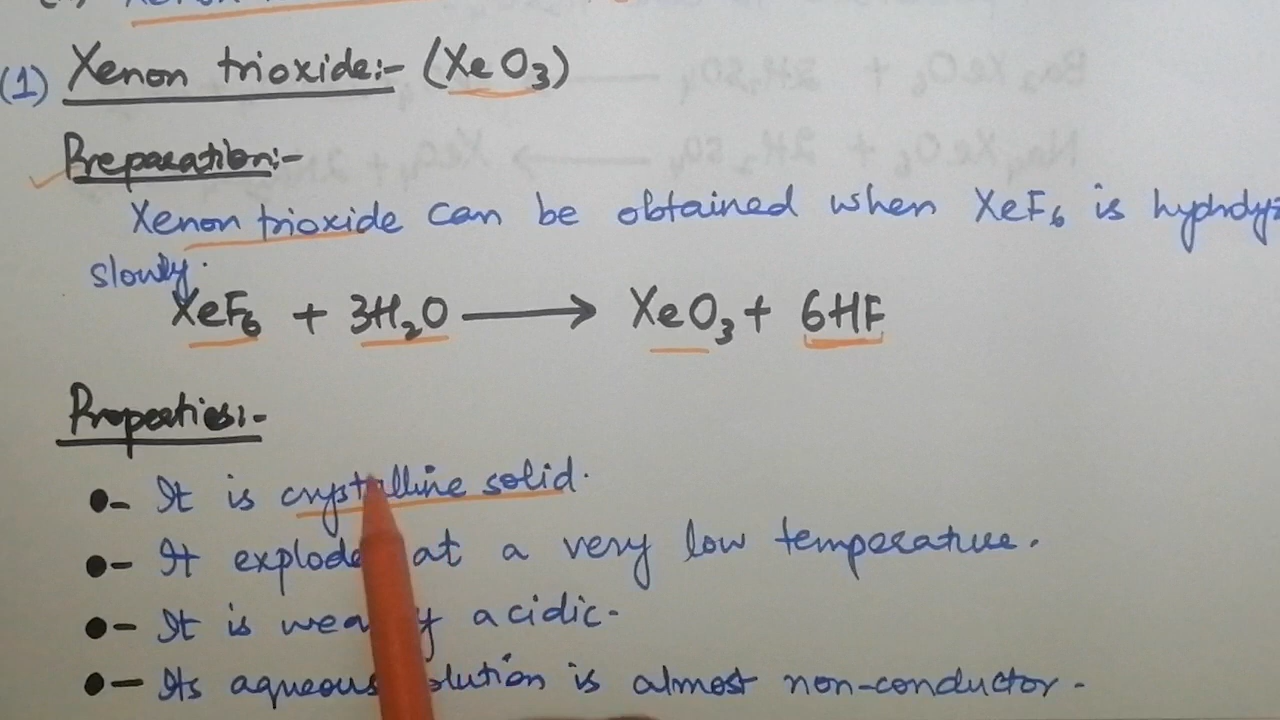 (1) Xenon trioxide:- (XeO₃)
Preparation:-
Xenon trioxide can be obtained when XeF₆ is
slowly.
XeF₆ + 3H₂O ⟶ XeO₃ + 6HF
Properties:-
●- It is crystalline solid.
●- It explode at a very low temperature.
●- It is acidic-
●- Its aqueous solution is almost non-conductor-